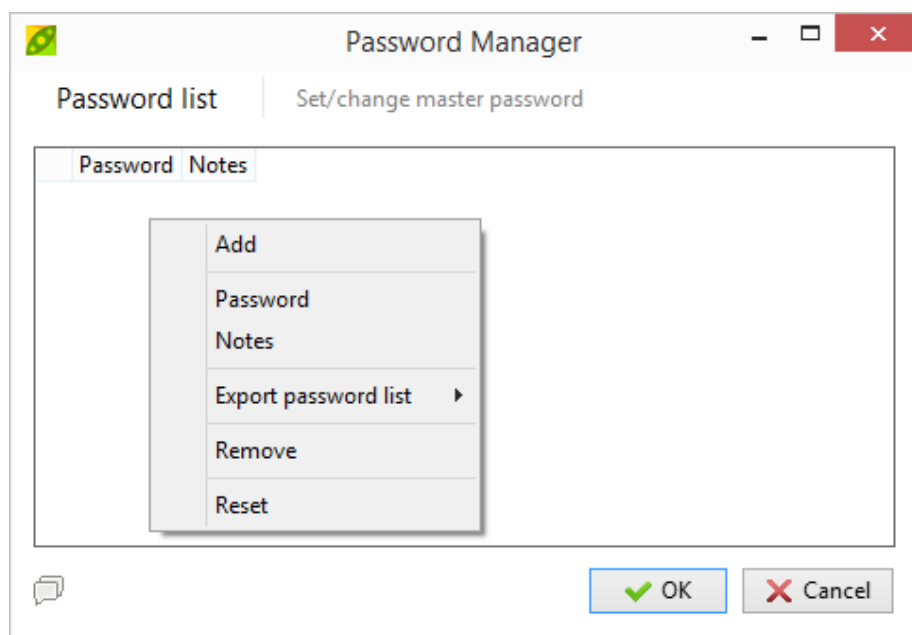 Password Manager
Password list
Set/change master password
Password Notes
Add
Password
Notes
Export password list
Remove
Reset
OK
Cancel